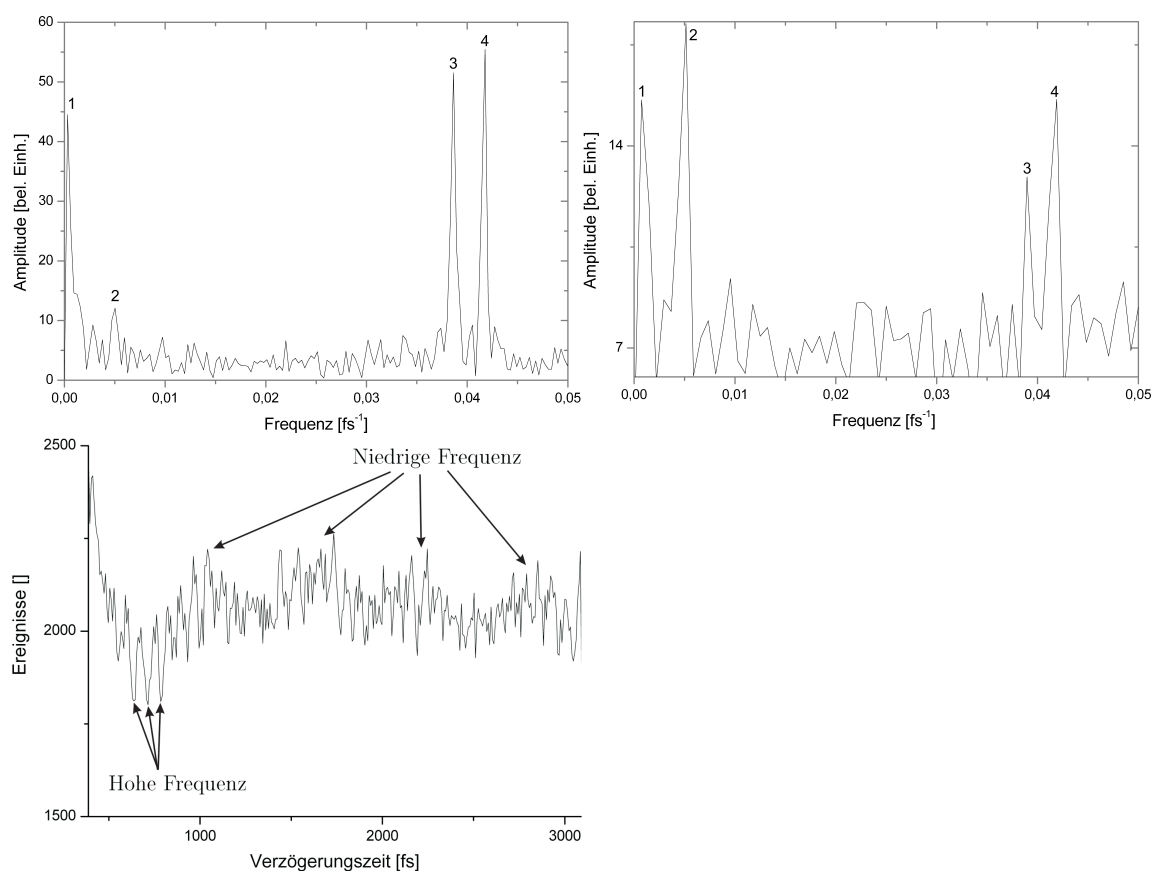 60
50
40
30
20
10
0
Amplitude [bel. Einh.]
1
2
3
4
0,00 0,01 0,02 0,03 0,04 0,05
Frequenz [fs⁻¹]
14
7
Amplitude [bel. Einh.]
1
2
3
4
0,00 0,01 0,02 0,03 0,04 0,05
Frequenz [fs⁻¹]
2500
2000
1500
Ereignisse []
Niedrige Frequenz
Hohe Frequenz
1000 2000 3000
Verzögerungszeit [fs]